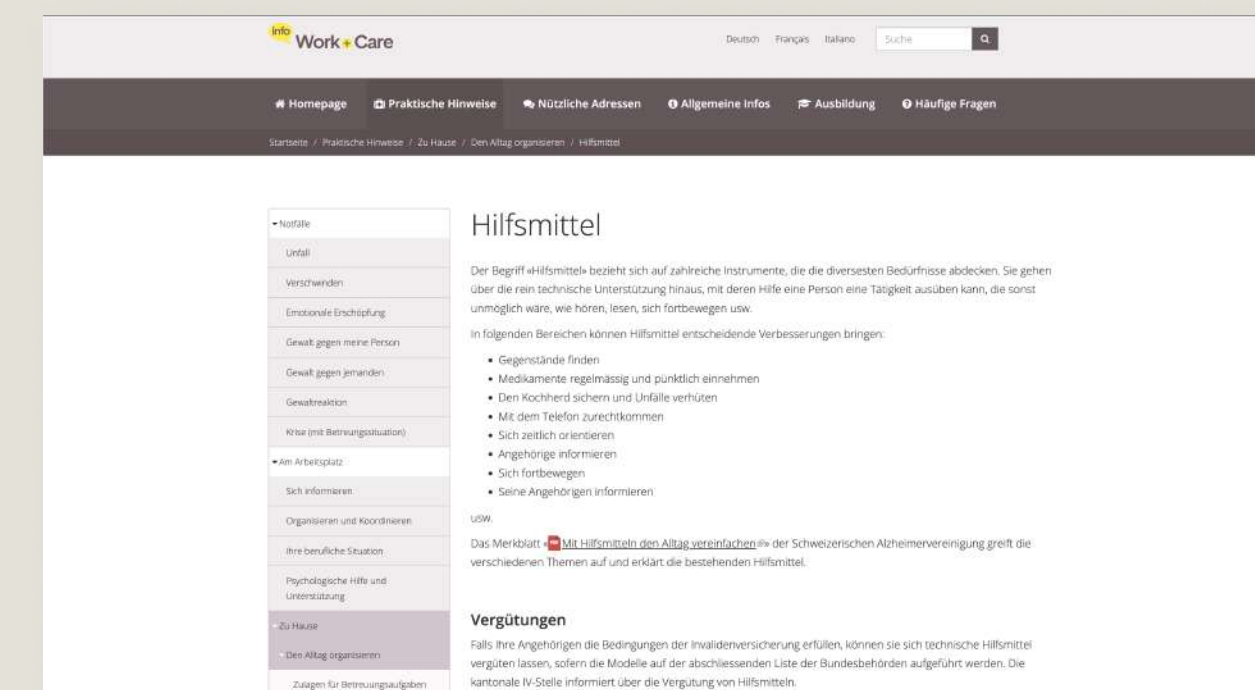 info
Work + Care
Deutsch Français Italiano Suche
Homepage Praktische Hinweise Nützliche Adressen Allgemeine Infos Ausbildung Häufige Fragen
Startseite / Praktische Hinweise / Zu Hause / Den Alltag organisieren / Hilfsmittel
Notfälle
Unfall
Verschwinden
Emotionale Erschöpfung
Gewalt gegen meine Person
Gewalt gegen jemanden
Gewaltreaktion
Krise (mit Betreungssituation)
Am Arbeitsplatz
Sich informieren
Organisieren und Koordinieren
Ihre berufliche Situation
Psychologische Hilfe und
Unterstützung
Zu Hause
Den Alltag organisieren
Zulagen für Betreuungsaufgaben
Hilfsmittel
Der Begriff «Hilfsmittel» bezieht sich auf zahlreiche Instrumente, die die diversesten Bedürfnisse abdecken. Sie gehen
über die rein technische Unterstützung hinaus, mit deren Hilfe eine Person eine Tätigkeit ausüben kann, die sonst
unmöglich wäre, wie hören, lesen, sich fortbewegen usw.
In folgenden Bereichen können Hilfsmittel entscheidende Verbesserungen bringen:
• Gegenstände finden
• Medikamente regelmässig und pünktlich einnehmen
• Den Kochherd sichern und Unfälle verhüten
• Mit dem Telefon zurechtkommen
• Sich zeitlich orientieren
• Angehörige informieren
• Sich fortbewegen
• Seine Angehörigen informieren
usw.
Das Merkblatt «Mit Hilfsmitteln den Alltag vereinfachen» der Schweizerischen Alzheimervereinigung greift die
verschiedenen Themen auf und erklärt die bestehenden Hilfsmittel.
Vergütungen
Falls Ihre Angehörigen die Bedingungen der Invalidenversicherung erfüllen, können sie sich technische Hilfsmittel
vergüten lassen, sofern die Modelle auf der abschliessenden Liste der Bundesbehörden aufgeführt werden. Die
kantonale IV-Stelle informiert über die Vergütung von Hilfsmitteln.